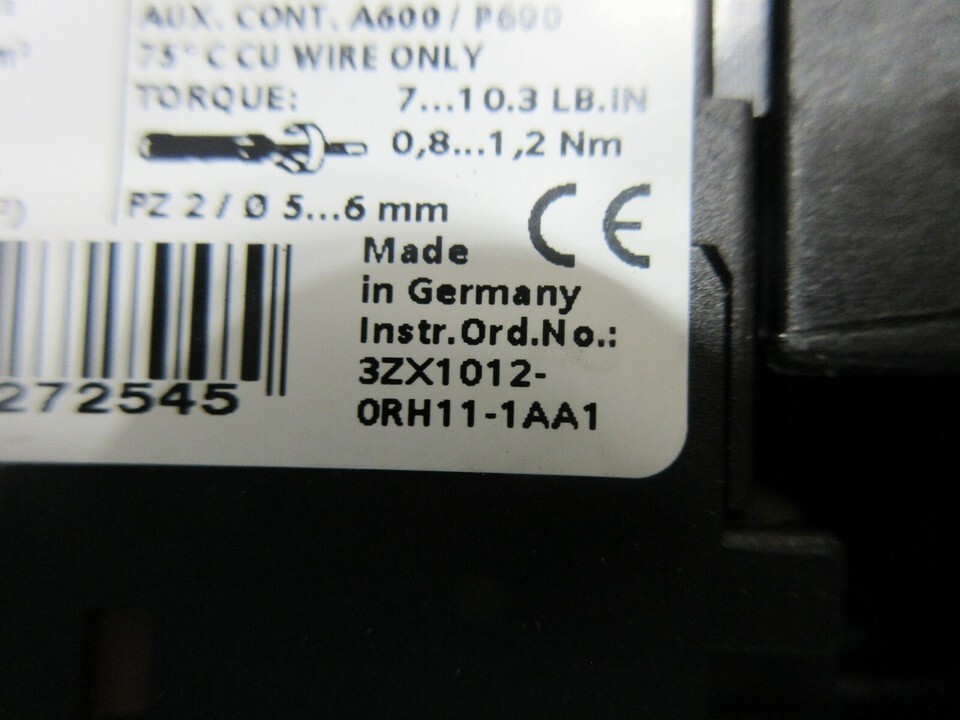 AUX. CONT. A600 / P600
75° C CU WIRE ONLY
TORQUE: 7...10.3 LB.IN
0,8...1,2 Nm
PZ 2 / Ø 5...6 mm
CE
Made
in Germany
Instr.Ord.No.:
3ZX1012-
0RH11-1AA1
272545